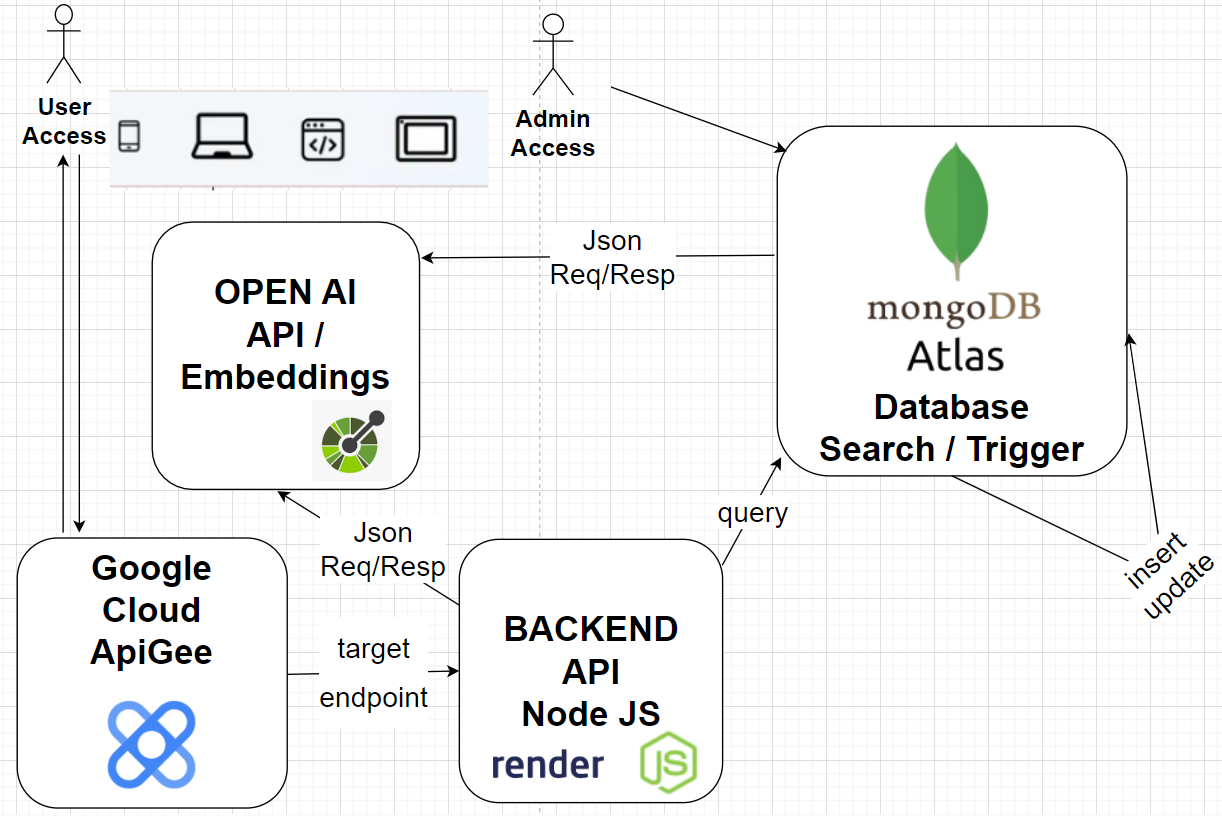 User
Access
Admin
Access
</>
Json
Req/Resp
OPEN AI
API /
Embeddings
mongoDB
Atlas
Database
Search / Trigger
Json
Req/Resp
query
insert
update
Google
Cloud
ApiGee
target
endpoint
BACKEND
API
Node JS
render
JS